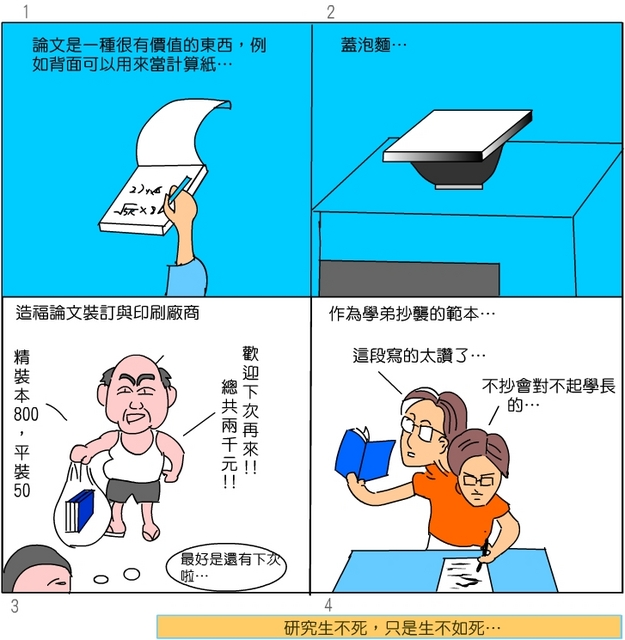 1
2
論文是一種很有價值的東西，例
如背面可以用來當計算紙…
蓋泡麵…
造福論文裝訂與印刷廠商
精裝本800，平裝50
歡迎下次再來!!
總共兩千元!!
最好是還有下次
啦…
作為學弟抄襲的範本…
這段寫的太讚了…
不抄會對不起學長
的…
3
4
研究生不死，只是生不如死…